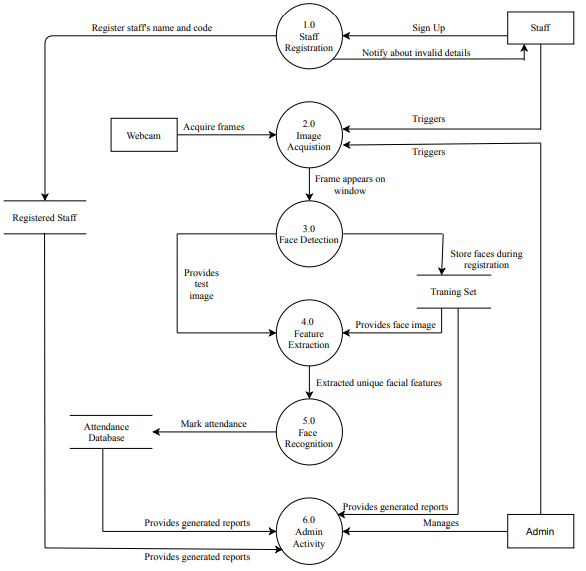 Register staff's name and code
1.0
Staff
Registration
Sign Up
Staff
Notify about invalid details
Webcam
Acquire frames
2.0
Image
Acquistion
Triggers
Triggers
Frame appears on
window
Registered Staff
3.0
Face Detection
Store faces during
registration
Provides
test
image
Traning Set
4.0
Feature
Extraction
Provides face image
Extracted unique facial features
Attendance
Database
Mark attendance
5.0
Face
Recognition
Provides generated reports
Provides generated reports
6.0
Admin
Activity
Manages
Admin
Provides generated reports